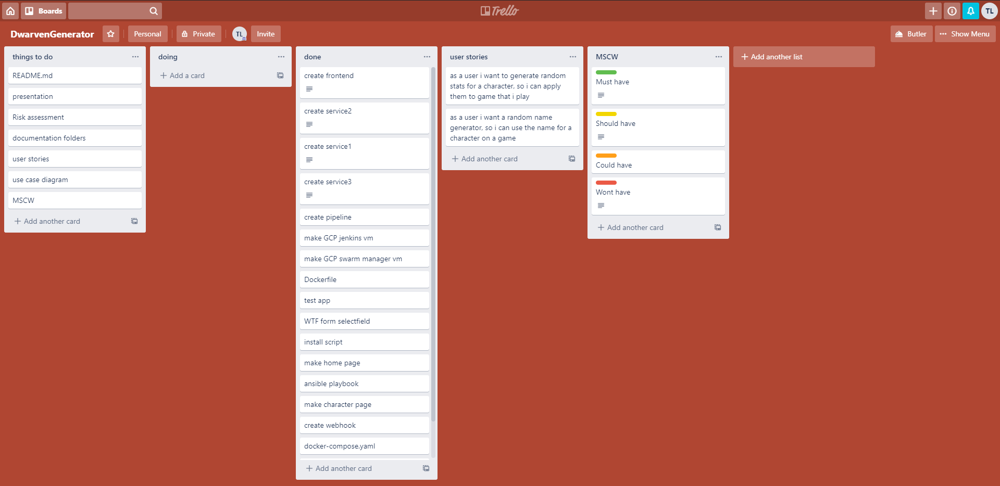 Boards
Trello
TL
DwarvenGenerator
Personal
Private
TL
Invite
Butler
Show Menu
things to do
README.md
presentation
Risk assessment
documentation folders
user stories
use case diagram
MSCW
Add another card
doing
Add a card
done
create frontend
create service2
create service1
create service3
create pipeline
make GCP jenkins vm
make GCP swarm manager vm
Dockerfile
test app
WTF form selectfield
install script
make home page
ansible playbook
make character page
create webhook
docker-compose.yaml
Add another card
user stories
as a user i want to generate random
stats for a character, so i can apply
them to game that i play
as a user i want a random name
generator, so i can use the name for a
character on a game
Add another card
MSCW
Must have
Should have
Could have
Wont have
Add another card
Add another list